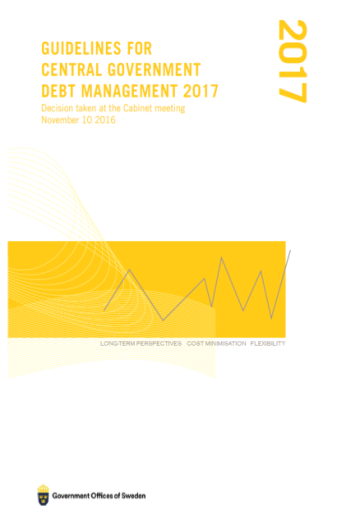 2017
GUIDELINES FOR
CENTRAL GOVERNMENT
DEBT MANAGEMENT 2017
Decision taken at the Cabinet meeting
November 10 2016
LONG-TERM PERSPECTIVES COST MINIMISATION FLEXIBILITY
Government Offices of Sweden